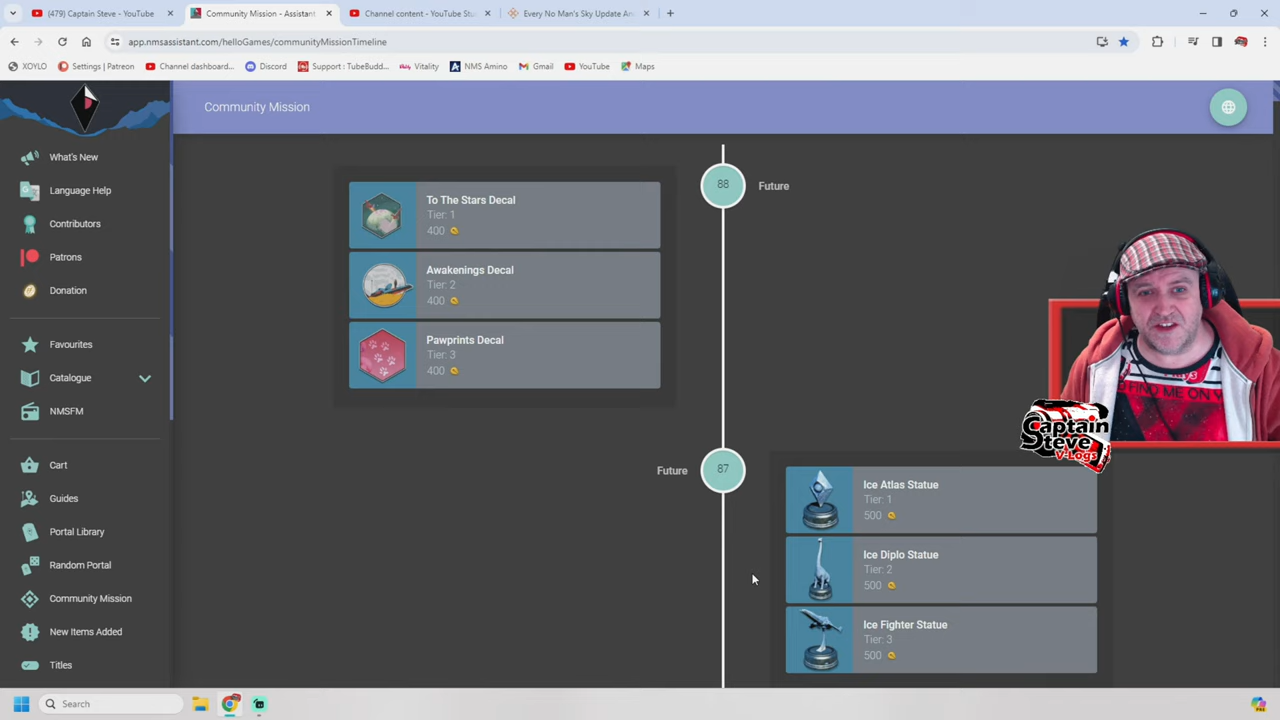 (479) Captain Steve - YouTube
Community Mission - Assistant
Channel content - YouTube Stu
Every No Man's Sky Update An
app.nmsassistant.com/helloGames/communityMissionTimeline
XOYLO
Settings | Patreon
Channel dashboard...
Discord
Support : TubeBudd...
Vitality
NMS Amino
Gmail
YouTube
Maps
Community Mission
What's New
Language Help
Contributors
Patrons
Donation
Favourites
Catalogue
NMSFM
Cart
Guides
Portal Library
Random Portal
Community Mission
New Items Added
Titles
To The Stars Decal
Tier: 1
400
Awakenings Decal
Tier: 2
400
Pawprints Decal
Tier: 3
400
88
Future
Future
87
Ice Atlas Statue
Tier: 1
500
Ice Diplo Statue
Tier: 2
500
Ice Fighter Statue
Tier: 3
500
FIND ME ON
Captain
Steve
V-Logs
Search